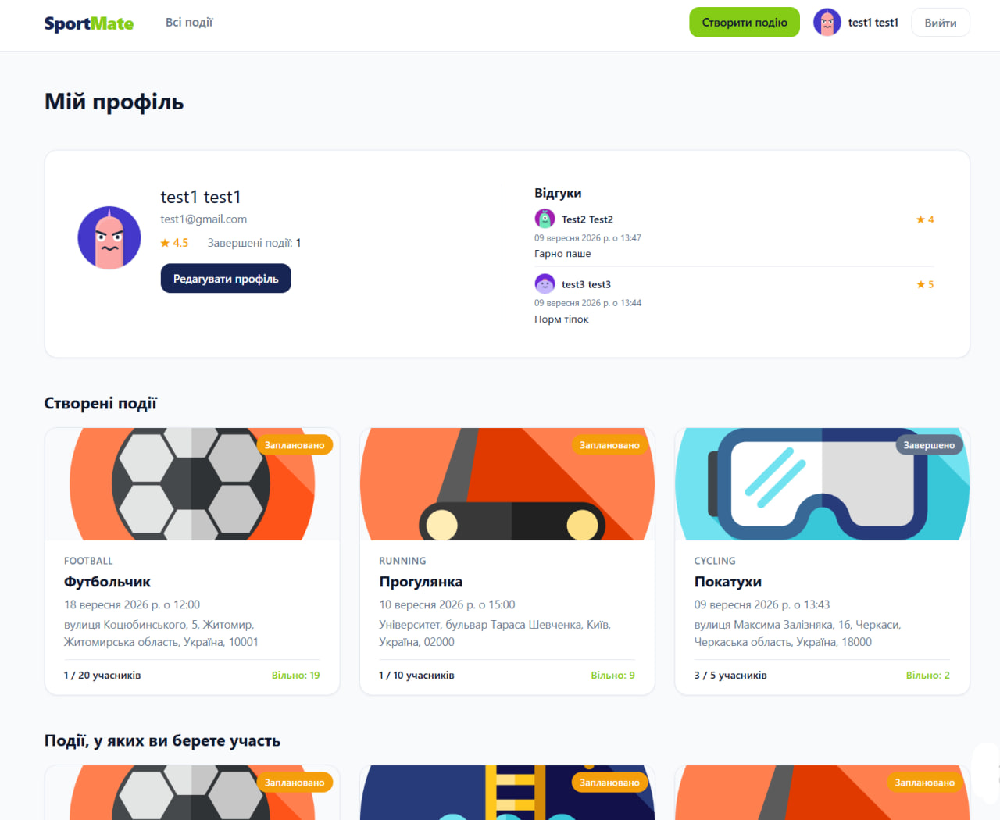 SportMate
Всі події
Створити подію
test1 test1
Вийти
Мій профіль
test1 test1
test1@gmail.com
★ 4.5 Завершені події: 1
Редагувати профіль
Відгуки
Test2 Test2 ★ 4
09 вересня 2026 р. о 13:47
Гарно паше
test3 test3 ★ 5
09 вересня 2026 р. о 13:44
Норм тіпок
Створені події
Заплановано
FOOTBALL
Футбольчик
18 вересня 2026 р. о 12:00
вулиця Коцюбинського, 5, Житомир,
Житомирська область, Україна, 10001
1 / 20 учасників Вільно: 19
Заплановано
RUNNING
Прогулянка
10 вересня 2026 р. о 15:00
Університет, бульвар Тараса Шевченка, Київ,
Україна, 02000
1 / 10 учасників Вільно: 9
Завершено
CYCLING
Покатухи
09 вересня 2026 р. о 13:43
вулиця Максима Залізняка, 16, Черкаси,
Черкаська область, Україна, 18000
3 / 5 учасників Вільно: 2
Події, у яких ви берете участь
Заплановано
Заплановано
Заплановано